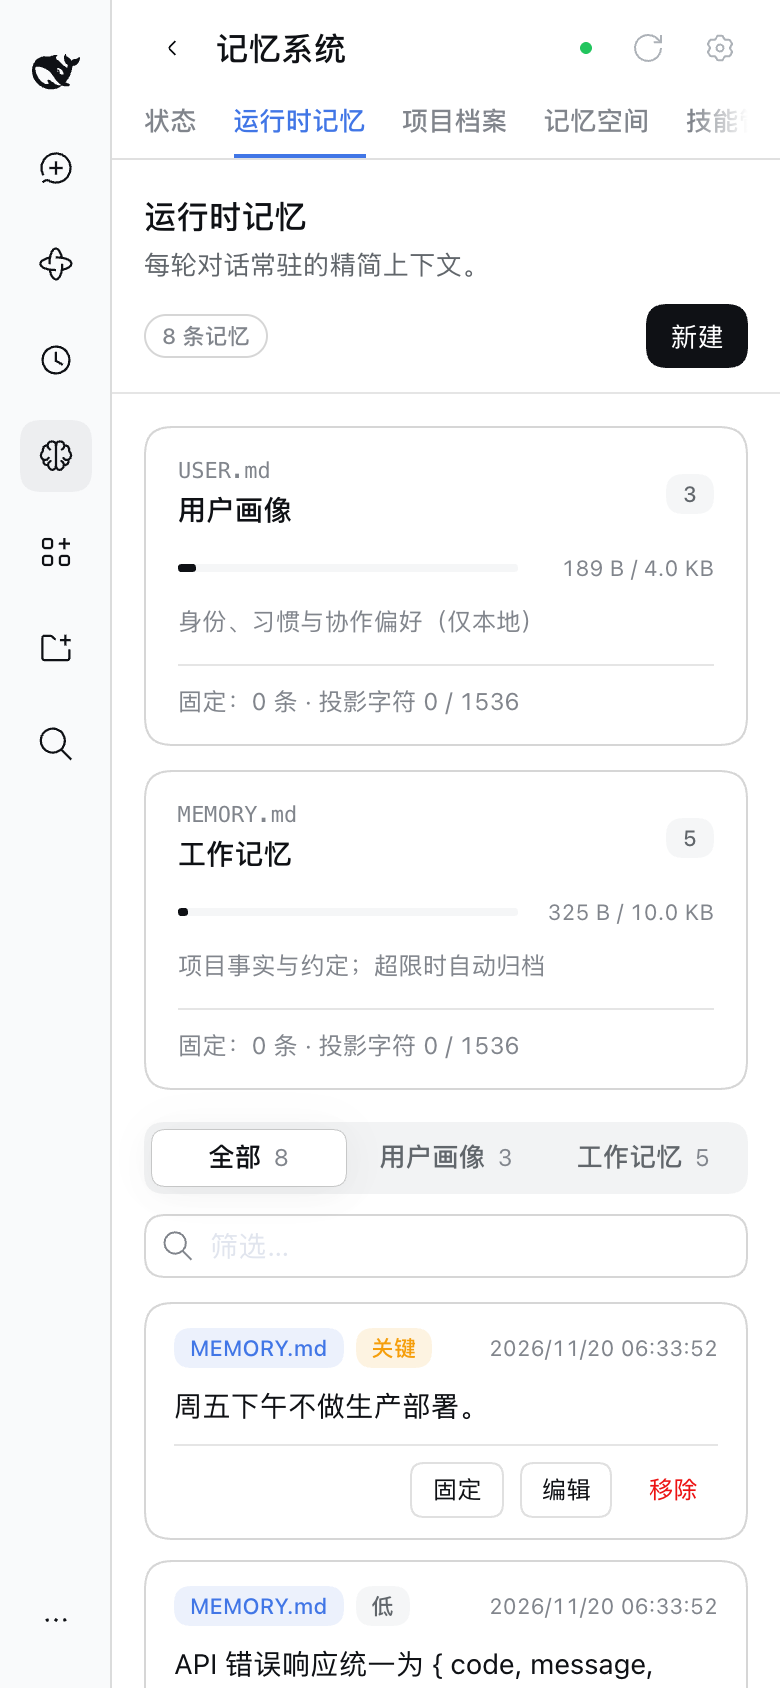 记忆系统
状态 运行时记忆 项目档案 记忆空间 技能
运行时记忆
每轮对话常驻的精简上下文。
8 条记忆
新建
USER.md
用户画像
3
189 B / 4.0 KB
身份、习惯与协作偏好（仅本地）
固定：0 条 · 投影字符 0 / 1536
MEMORY.md
工作记忆
5
325 B / 10.0 KB
项目事实与约定；超限时自动归档
固定：0 条 · 投影字符 0 / 1536
全部 8 用户画像 3 工作记忆 5
筛选...
MEMORY.md 关键 2026/11/20 06:33:52
周五下午不做生产部署。
固定 编辑 移除
MEMORY.md 低 2026/11/20 06:33:52
API 错误响应统一为 { code, message,